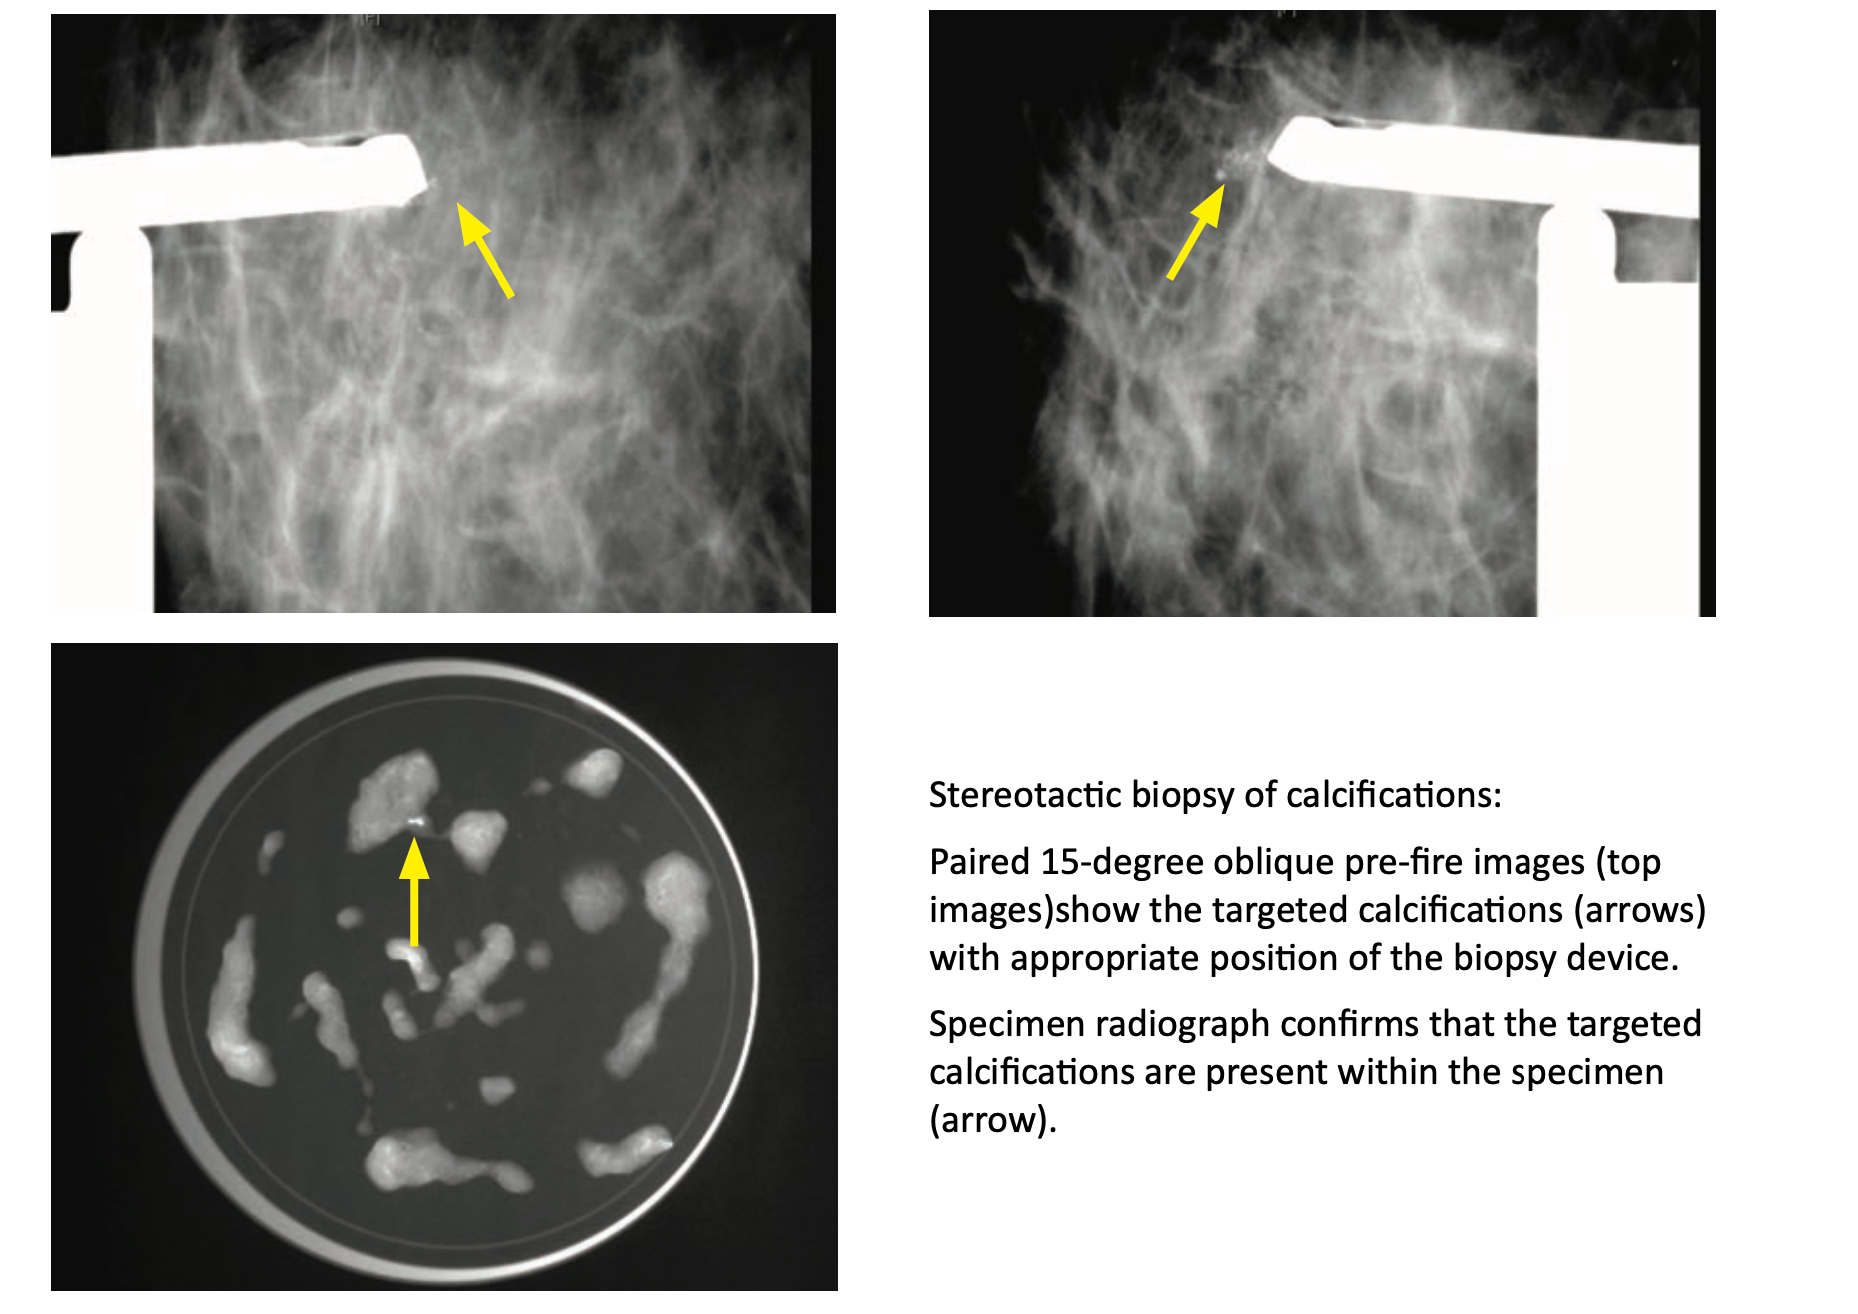 Stereotactic biopsy of calcifications:
Paired 15-degree oblique pre-fire images (top
images)show the targeted calcifications (arrows)
with appropriate position of the biopsy device.
Specimen radiograph confirms that the targeted
calcifications are present within the specimen
(arrow).